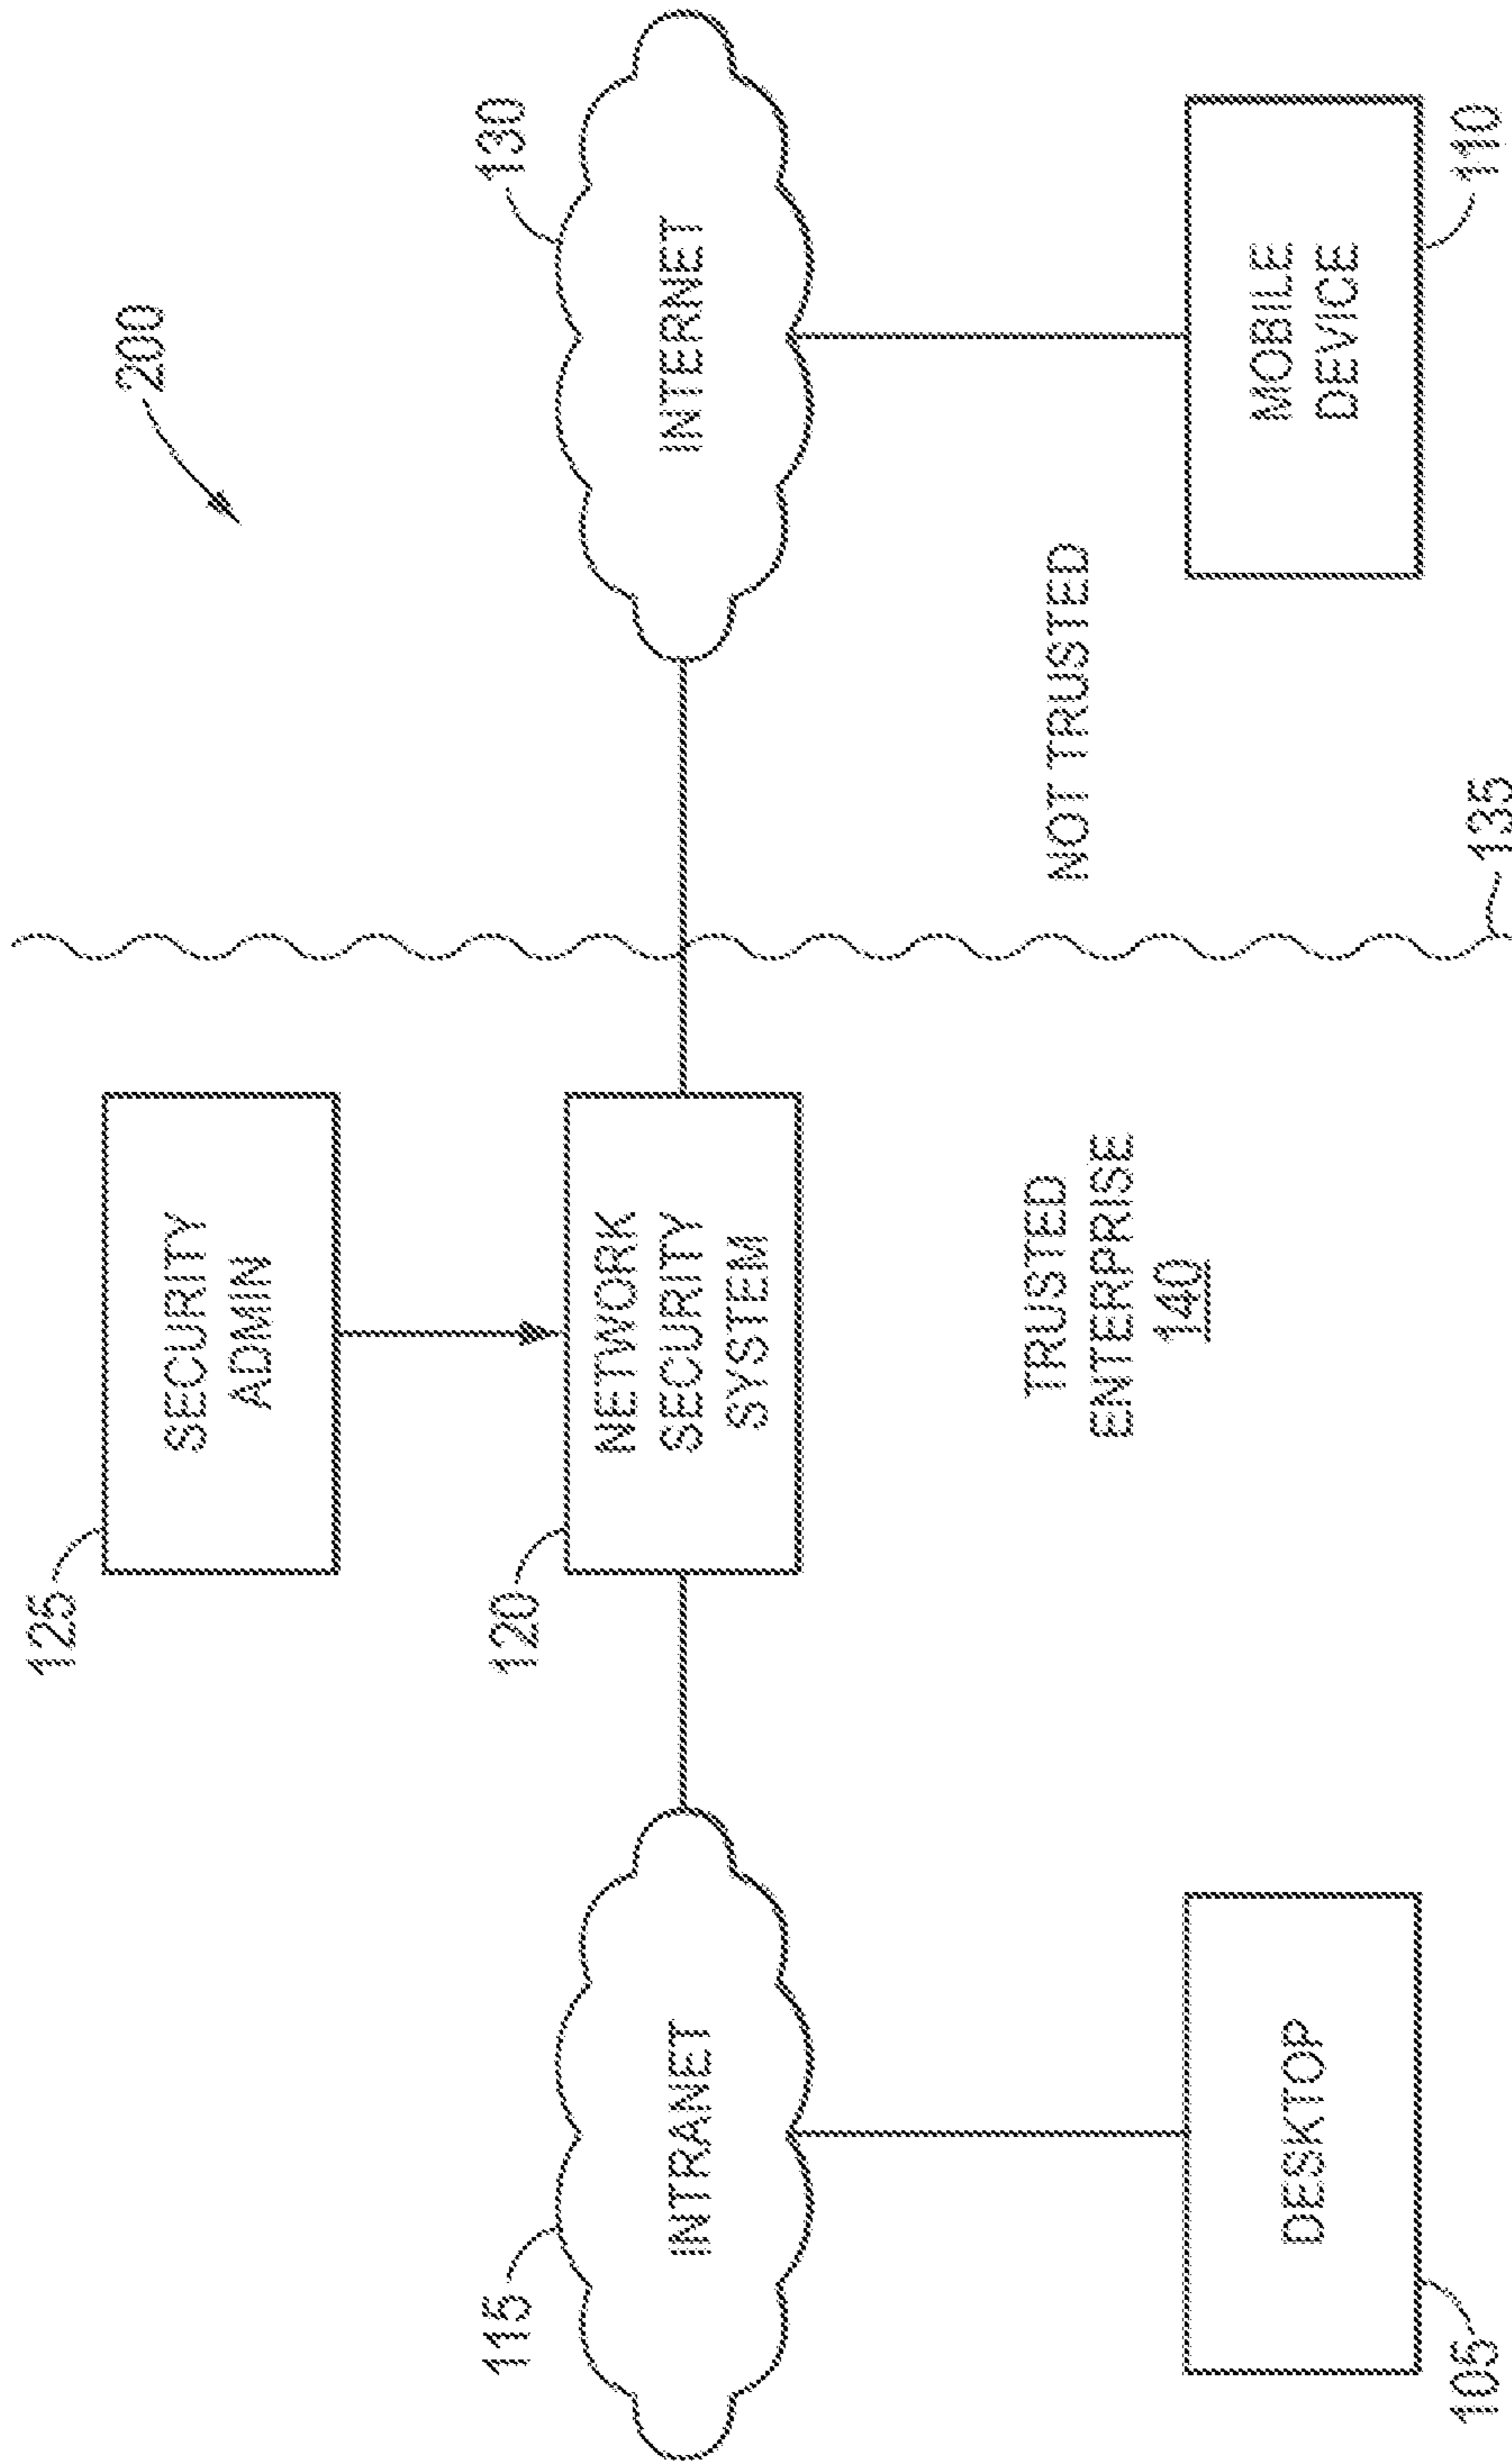 200
125
SECURITY
ADMIN
115
INTRANET
120
NETWORK
SECURITY
SYSTEM
130
INTERNET
TRUSTED
ENTERPRISE
140
NOT TRUSTED
DESKTOP
105
135
MOBILE
DEVICE
110